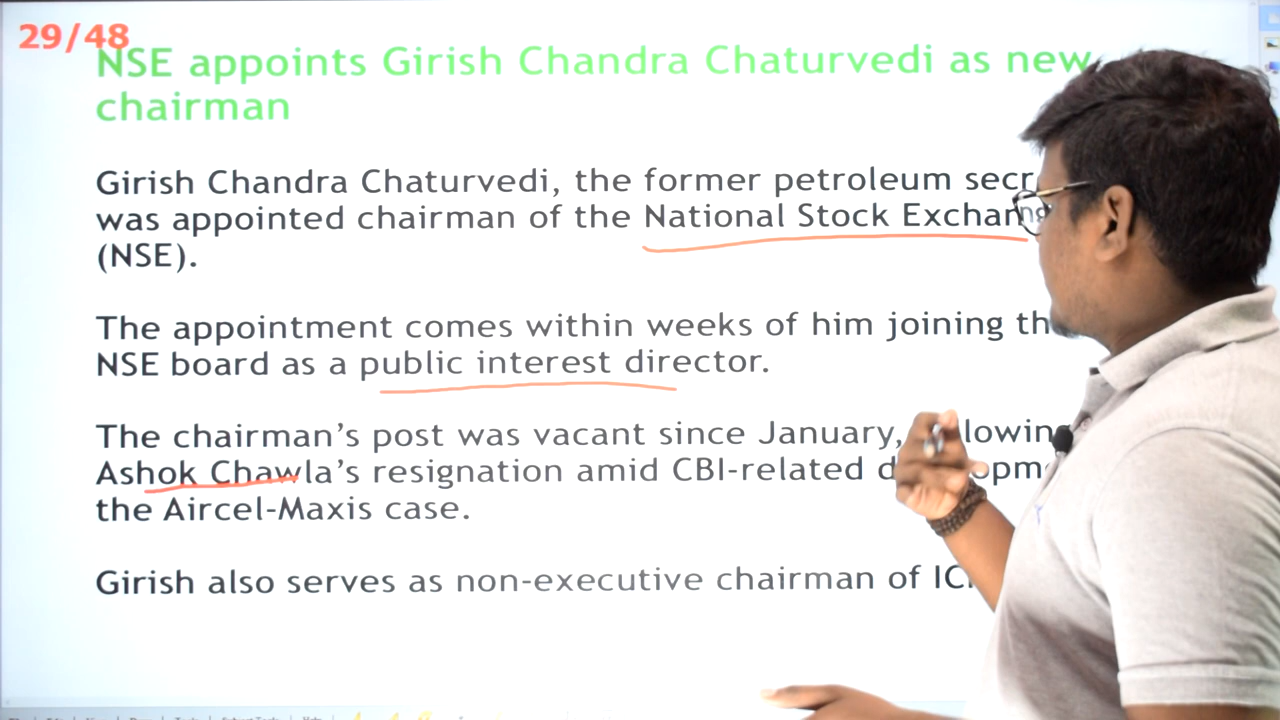 29/48
NSE appoints Girish Chandra Chaturvedi as new
chairman
Girish Chandra Chaturvedi, the former petroleum
was appointed chairman of the National Stock
(NSE).
The appointment comes within weeks of him joining
NSE board as a public interest director.
The chairman's post was vacant since January,
Ashok Chawla's resignation amid CBI-related
the Aircel-Maxis case.
Girish also serves as non-executive chairman of